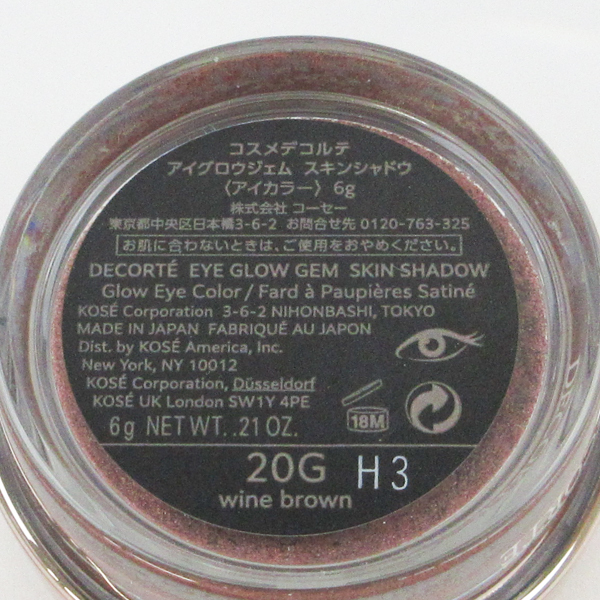 コスメデコルテ
アイグロウジェム スキンシャドウ
〈アイカラー〉 6g
株式会社 コーセー
東京都中央区日本橋3-6-2 お問合せ先 0120-763-325
お肌に合わないときは、ご使用をおやめください。
DECORTÉ EYE GLOW GEM SKIN SHADOW
Glow Eye Color / Fard à Paupières Satiné
KOSÉ Corporation 3-6-2 NIHONBASHI, TOKYO
MADE IN JAPAN FABRIQUÉ AU JAPON
Dist. by KOSÉ America, Inc.
New York, NY 10012
KOSÉ Corporation, Düsseldorf
KOSÉ UK London SW1Y 4PE
18M
6g NET WT. .21 OZ.
20G H3
wine brown